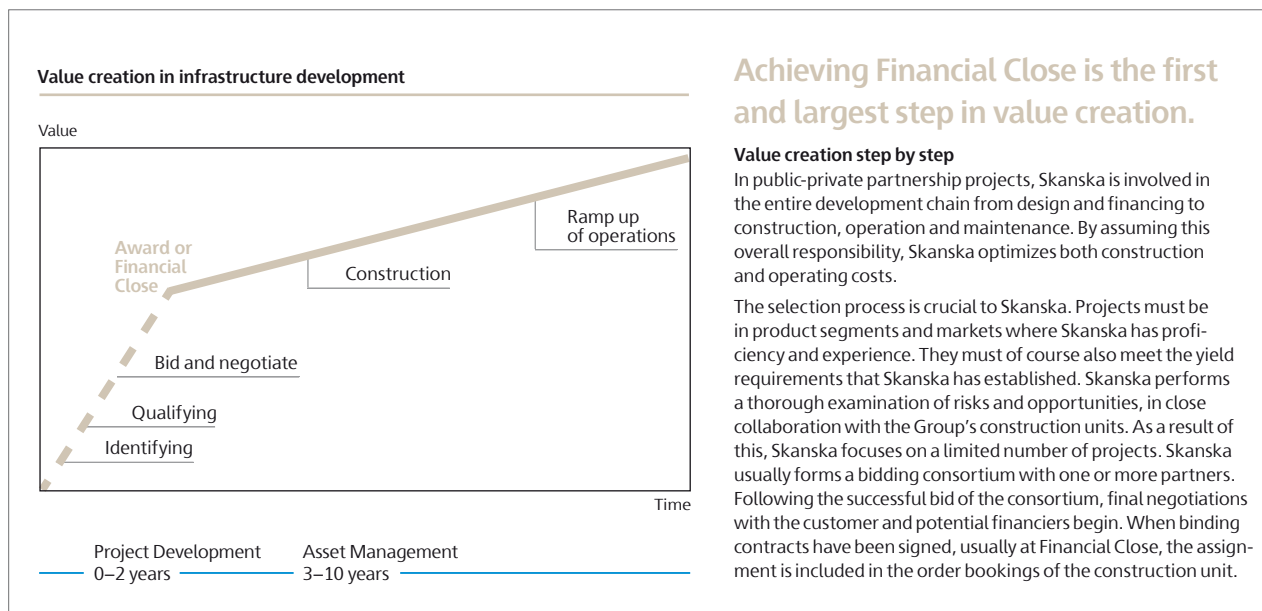 Value creation in infrastructure development
Value
Award or
Financial
Close
Ramp up
of operations
Construction
Bid and negotiate
Qualifying
Identifying
Time
Project Development
0–2 years
Asset Management
3–10 years
Achieving Financial Close is the first
and largest step in value creation.
Value creation step by step
In public-private partnership projects, Skanska is involved in
the entire development chain from design and financing to
construction, operation and maintenance. By assuming this
overall responsibility, Skanska optimizes both construction
and operating costs.
The selection process is crucial to Skanska. Projects must be
in product segments and markets where Skanska has profi-
ciency and experience. They must of course also meet the yield
requirements that Skanska has established. Skanska performs
a thorough examination of risks and opportunities, in close
collaboration with the Group's construction units. As a result of
this, Skanska focuses on a limited number of projects. Skanska
usually forms a bidding consortium with one or more partners.
Following the successful bid of the consortium, final negotiations
with the customer and potential financiers begin. When binding
contracts have been signed, usually at Financial Close, the assign-
ment is included in the order bookings of the construction unit.